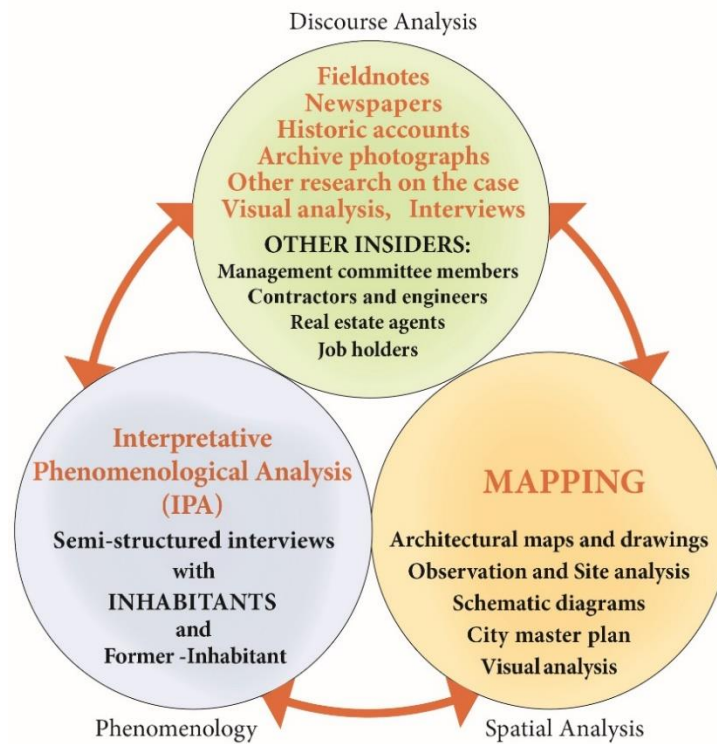 Discourse Analysis
Fieldnotes
Newspapers
Historic accounts
Archive photographs
Other research on the case
Visual analysis, Interviews
OTHER INSIDERS:
Management committee members
Contractors and engineers
Real estate agents
Job holders
Interpretative
Phenomenological Analysis
(IPA)
Semi-structured interviews
with
INHABITANTS
and
Former -Inhabitant
MAPPING
Architectural maps and drawings
Observation and Site analysis
Schematic diagrams
City master plan
Visual analysis
Phenomenology
Spatial Analysis